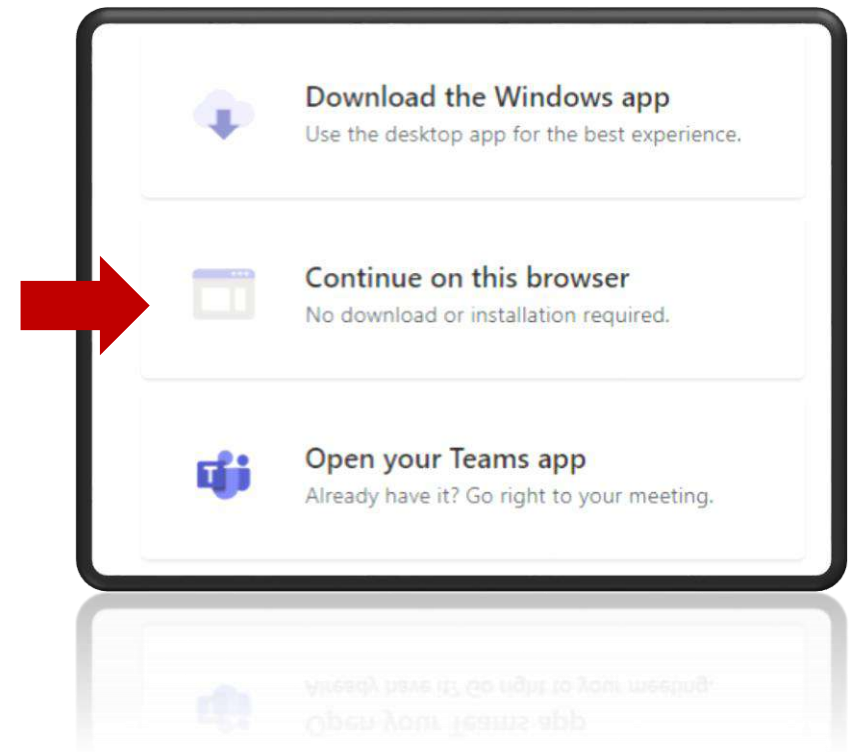 Download the Windows app
Use the desktop app for the best experience.
Continue on this browser
No download or installation required.
Open your Teams app
Already have it? Go right to your meeting.